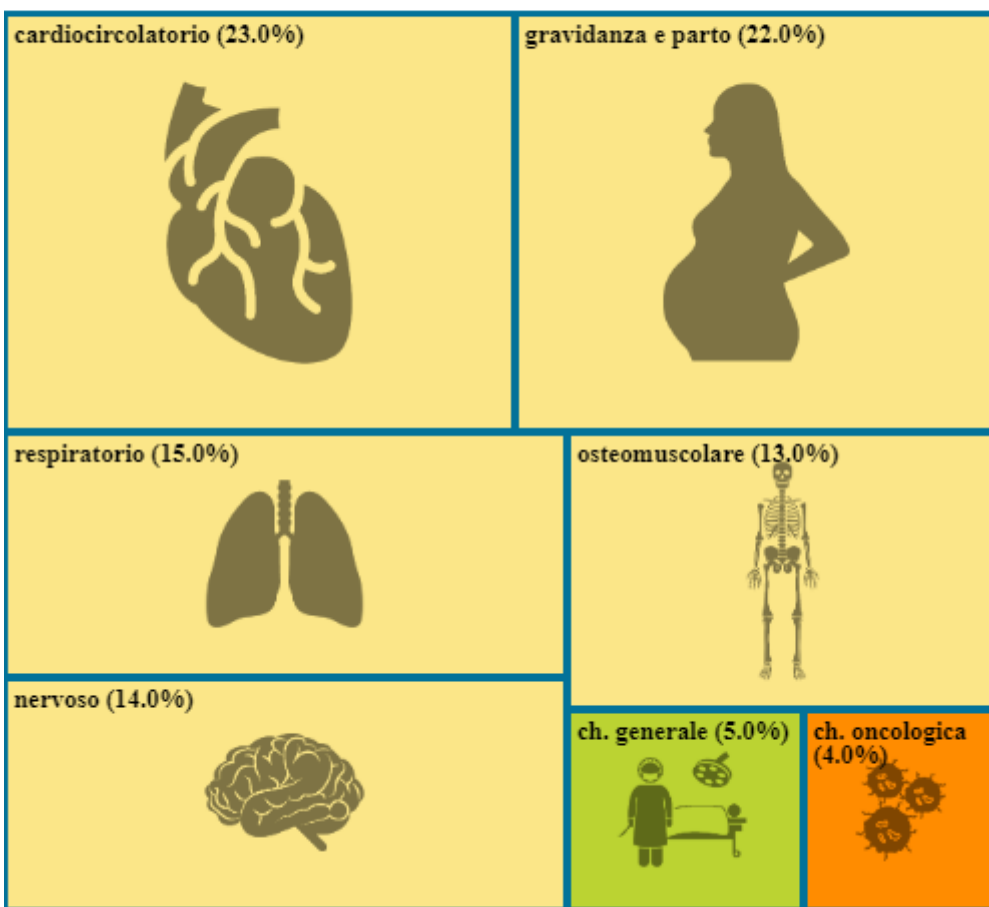 cardiocircolatorio (23.0%)
gravidanza e parto (22.0%)
respiratorio (15.0%)
osteomuscolare (13.0%)
nervoso (14.0%)
ch. generale (5.0%)
ch. oncologica
(4.0%)